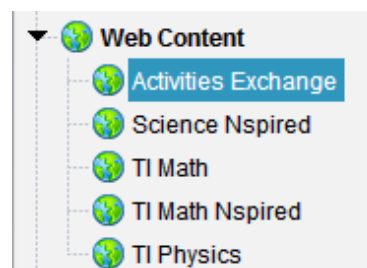 Web Content
Activities Exchange
Science Nspired
TI Math
TI Math Nspired
TI Physics